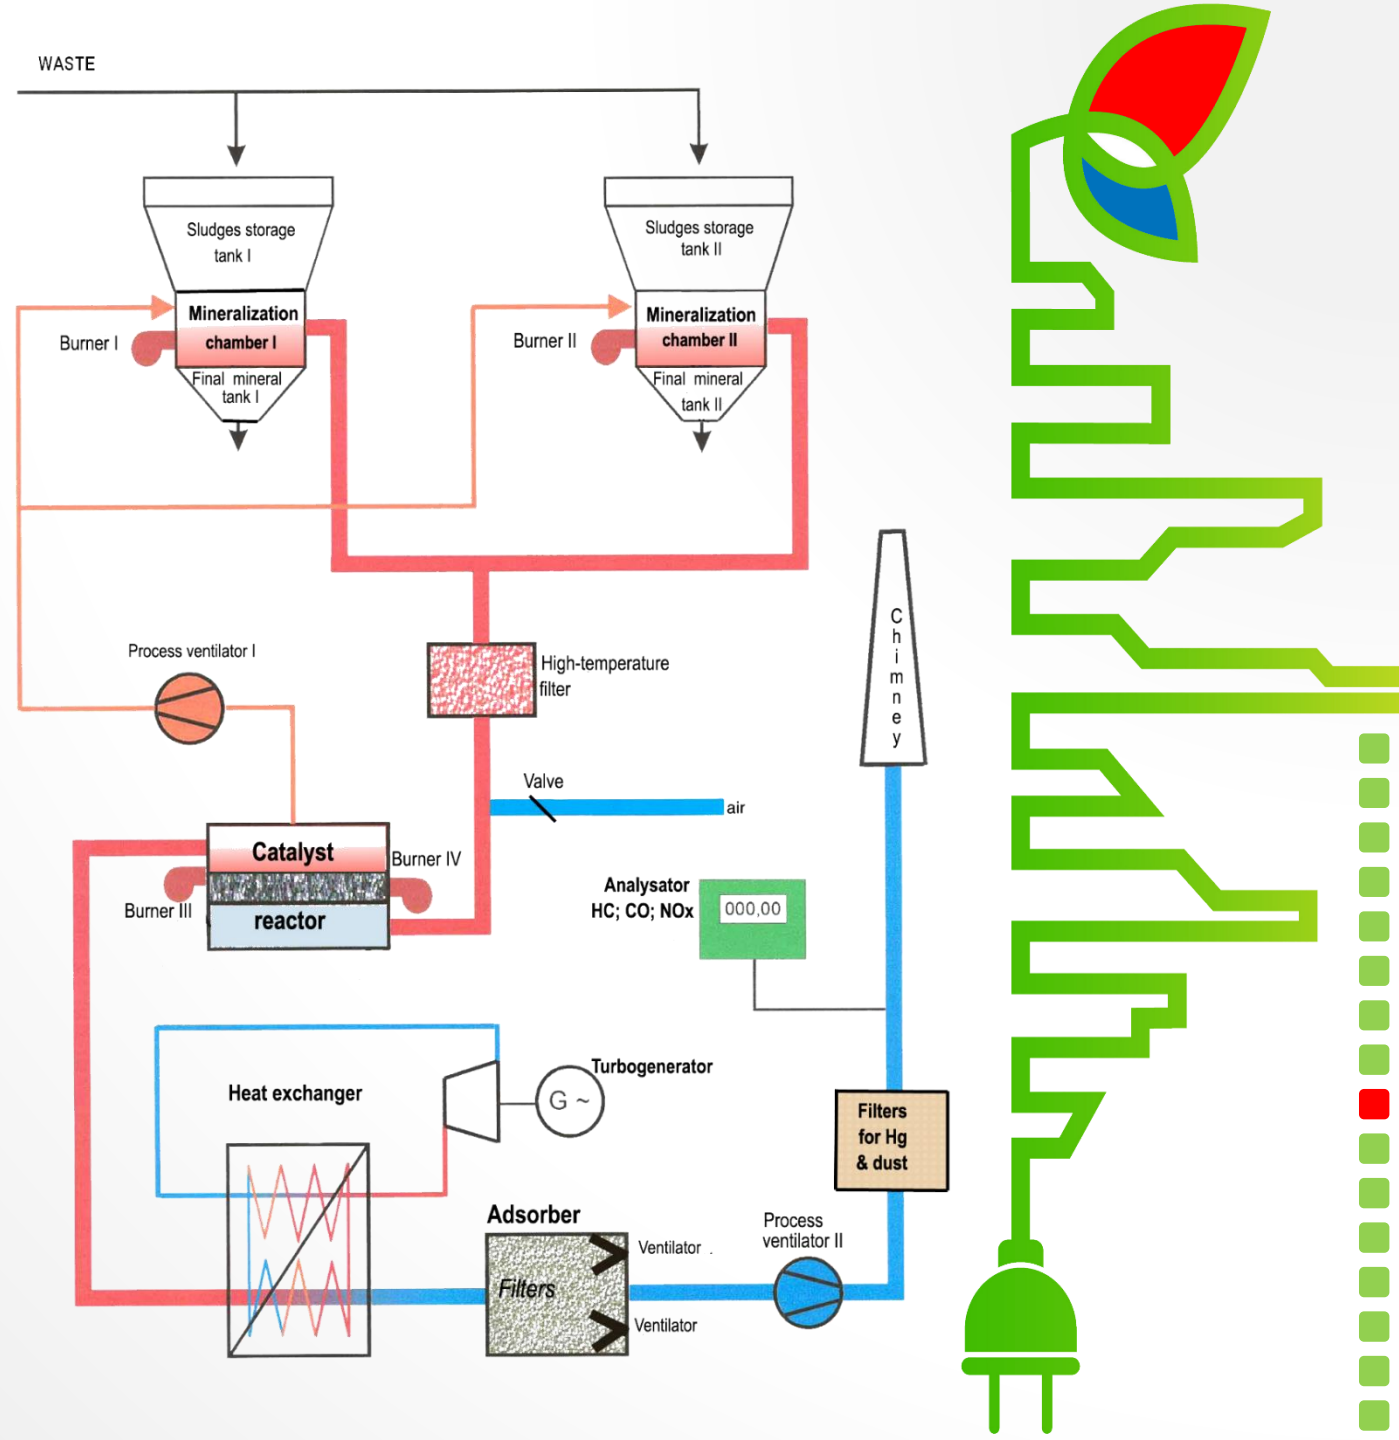 WASTE
Sludges storage
tank I
Sludges storage
tank II
Mineralization
chamber I
Mineralization
chamber II
Burner I
Burner II
Final mineral
tank I
Final mineral
tank II
Process ventilator I
High-temperature
filter
Chimney
Valve
air
Catalyst
reactor
Burner IV
Burner III
Analysator
HC; CO; NOx
000,00
Turbogenerator
G ~
Heat exchanger
Filters
for Hg
& dust
Adsorber
Filters
Ventilator
Ventilator
Process
ventilator II